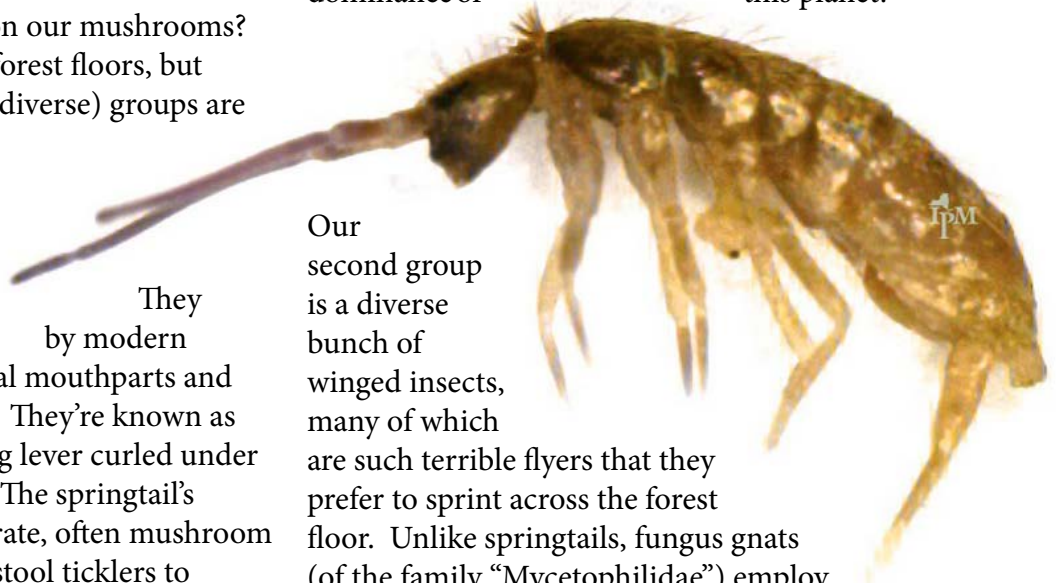 on our mushrooms?
forest floors, but
diverse) groups are
They
by modern
al mouthparts and
They’re known as
g lever curled under
The springtail’s
rate, often mushroom
stool ticklers to
this planet.
Our
second group
is a diverse
bunch of
winged insects,
many of which
are such terrible flyers that they
prefer to sprint across the forest
floor. Unlike springtails, fungus gnats
(of the family “Mycetophilidae”) employ
IPM